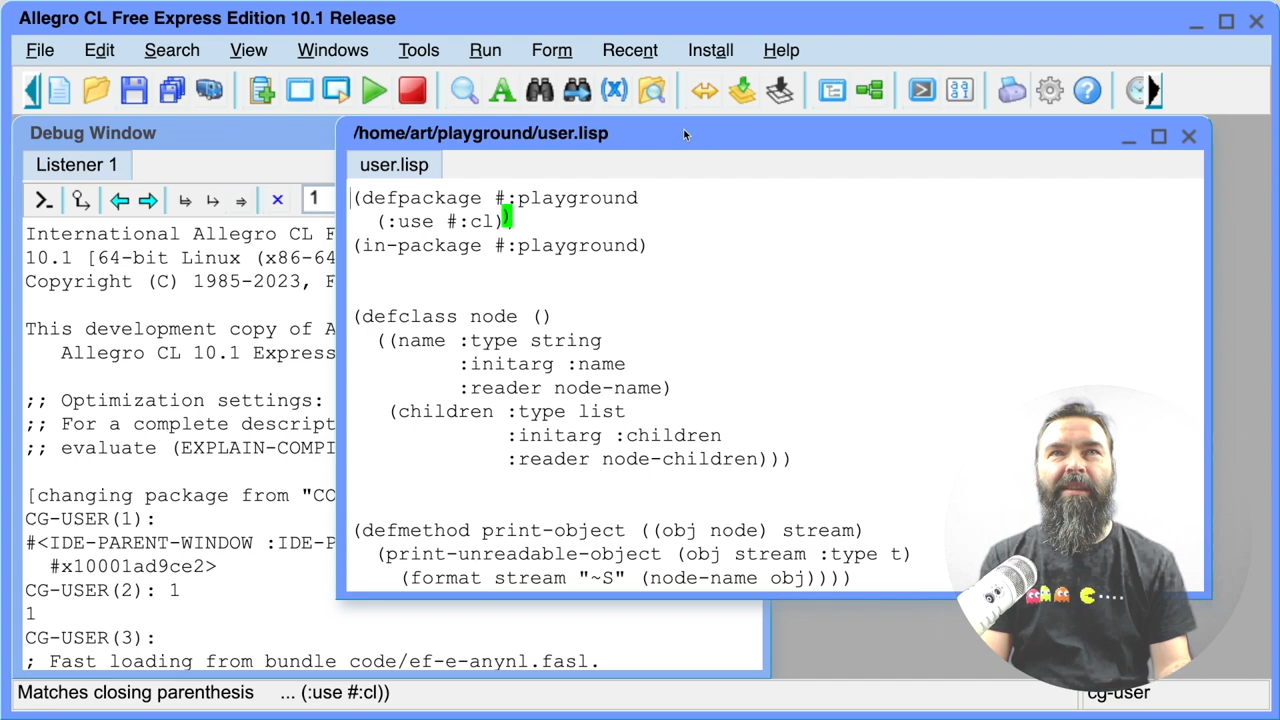 Allegro CL Free Express Edition 10.1 Release
File Edit Search View Windows Tools Run Form Recent Install Help
Debug Window
Listener 1
1
International Allegro CL F
10.1 [64-bit Linux (x86-64
Copyright (C) 1985-2023, F
This development copy of A
Allegro CL 10.1 Express
;; Optimization settings:
;; For a complete descript
;; evaluate (EXPLAIN-COMPI
[changing package from "CO
CG-USER(1):
#<IDE-PARENT-WINDOW :IDE-P
#x10001ad9ce2>
CG-USER(2): 1
1
CG-USER(3):
; Fast loading from bundle code/ef-e-anynl.fasl.
/home/art/playground/user.lisp
user.lisp
(defpackage #:playground
(:use #:cl))
(in-package #:playground)
(defclass node ()
((name :type string
:initarg :name
:reader node-name)
(children :type list
:initarg :children
:reader node-children)))
(defmethod print-object ((obj node) stream)
(print-unreadable-object (obj stream :type t)
(format stream "~S" (node-name obj))))
Matches closing parenthesis ... (:use #:cl))
cg-user